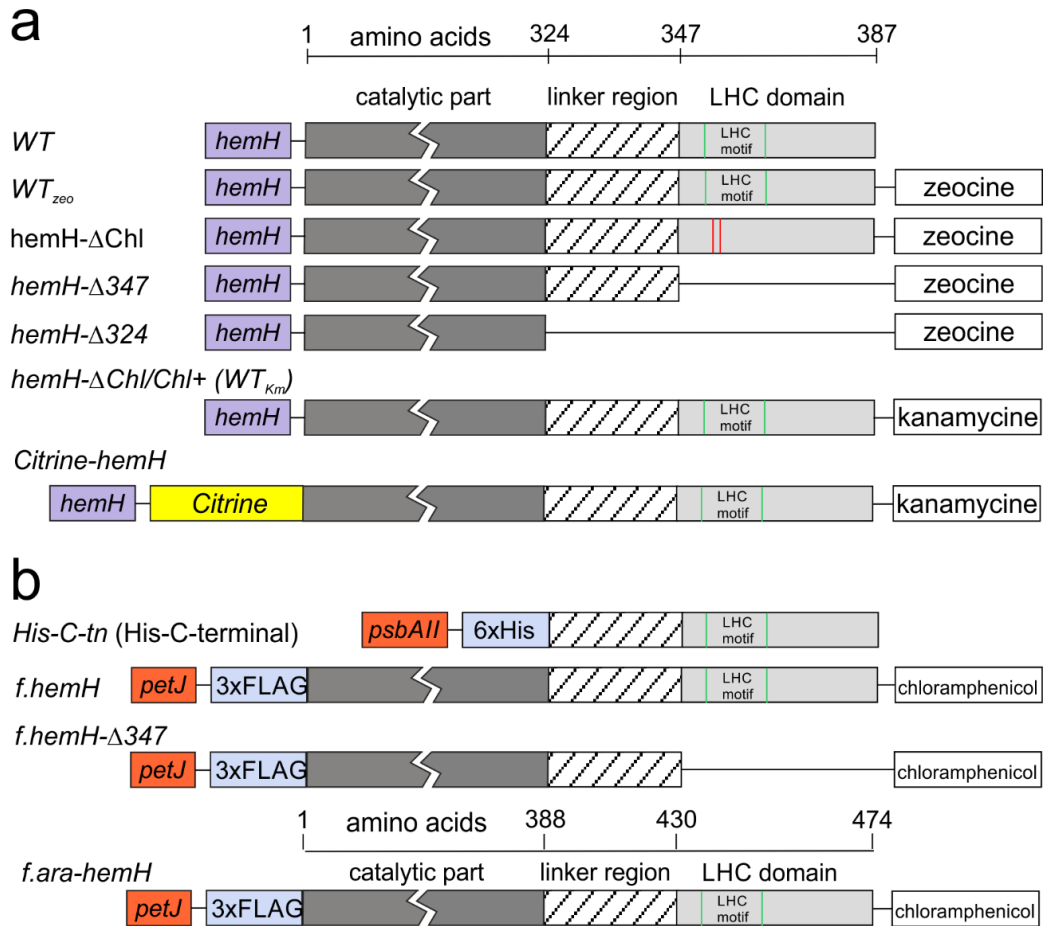 a
1 amino acids 324 347 387
catalytic part linker region LHC domain
WT hemH LHC motif
WTzeo hemH LHC motif zeocine
hemH-ΔChl hemH zeocine
hemH-Δ347 hemH zeocine
hemH-Δ324 hemH zeocine
hemH-ΔChl/Chl+ (WTKm)
hemH LHC motif kanamycine
Citrine-hemH
hemH Citrine LHC motif kanamycine
b
His-C-tn (His-C-terminal) psbAII 6xHis LHC motif
f.hemH petJ 3xFLAG LHC motif chloramphenicol
f.hemH-Δ347
petJ 3xFLAG chloramphenicol
1 amino acids 388 430 474
f.ara-hemH catalytic part linker region LHC domain
petJ 3xFLAG LHC motif chloramphenicol